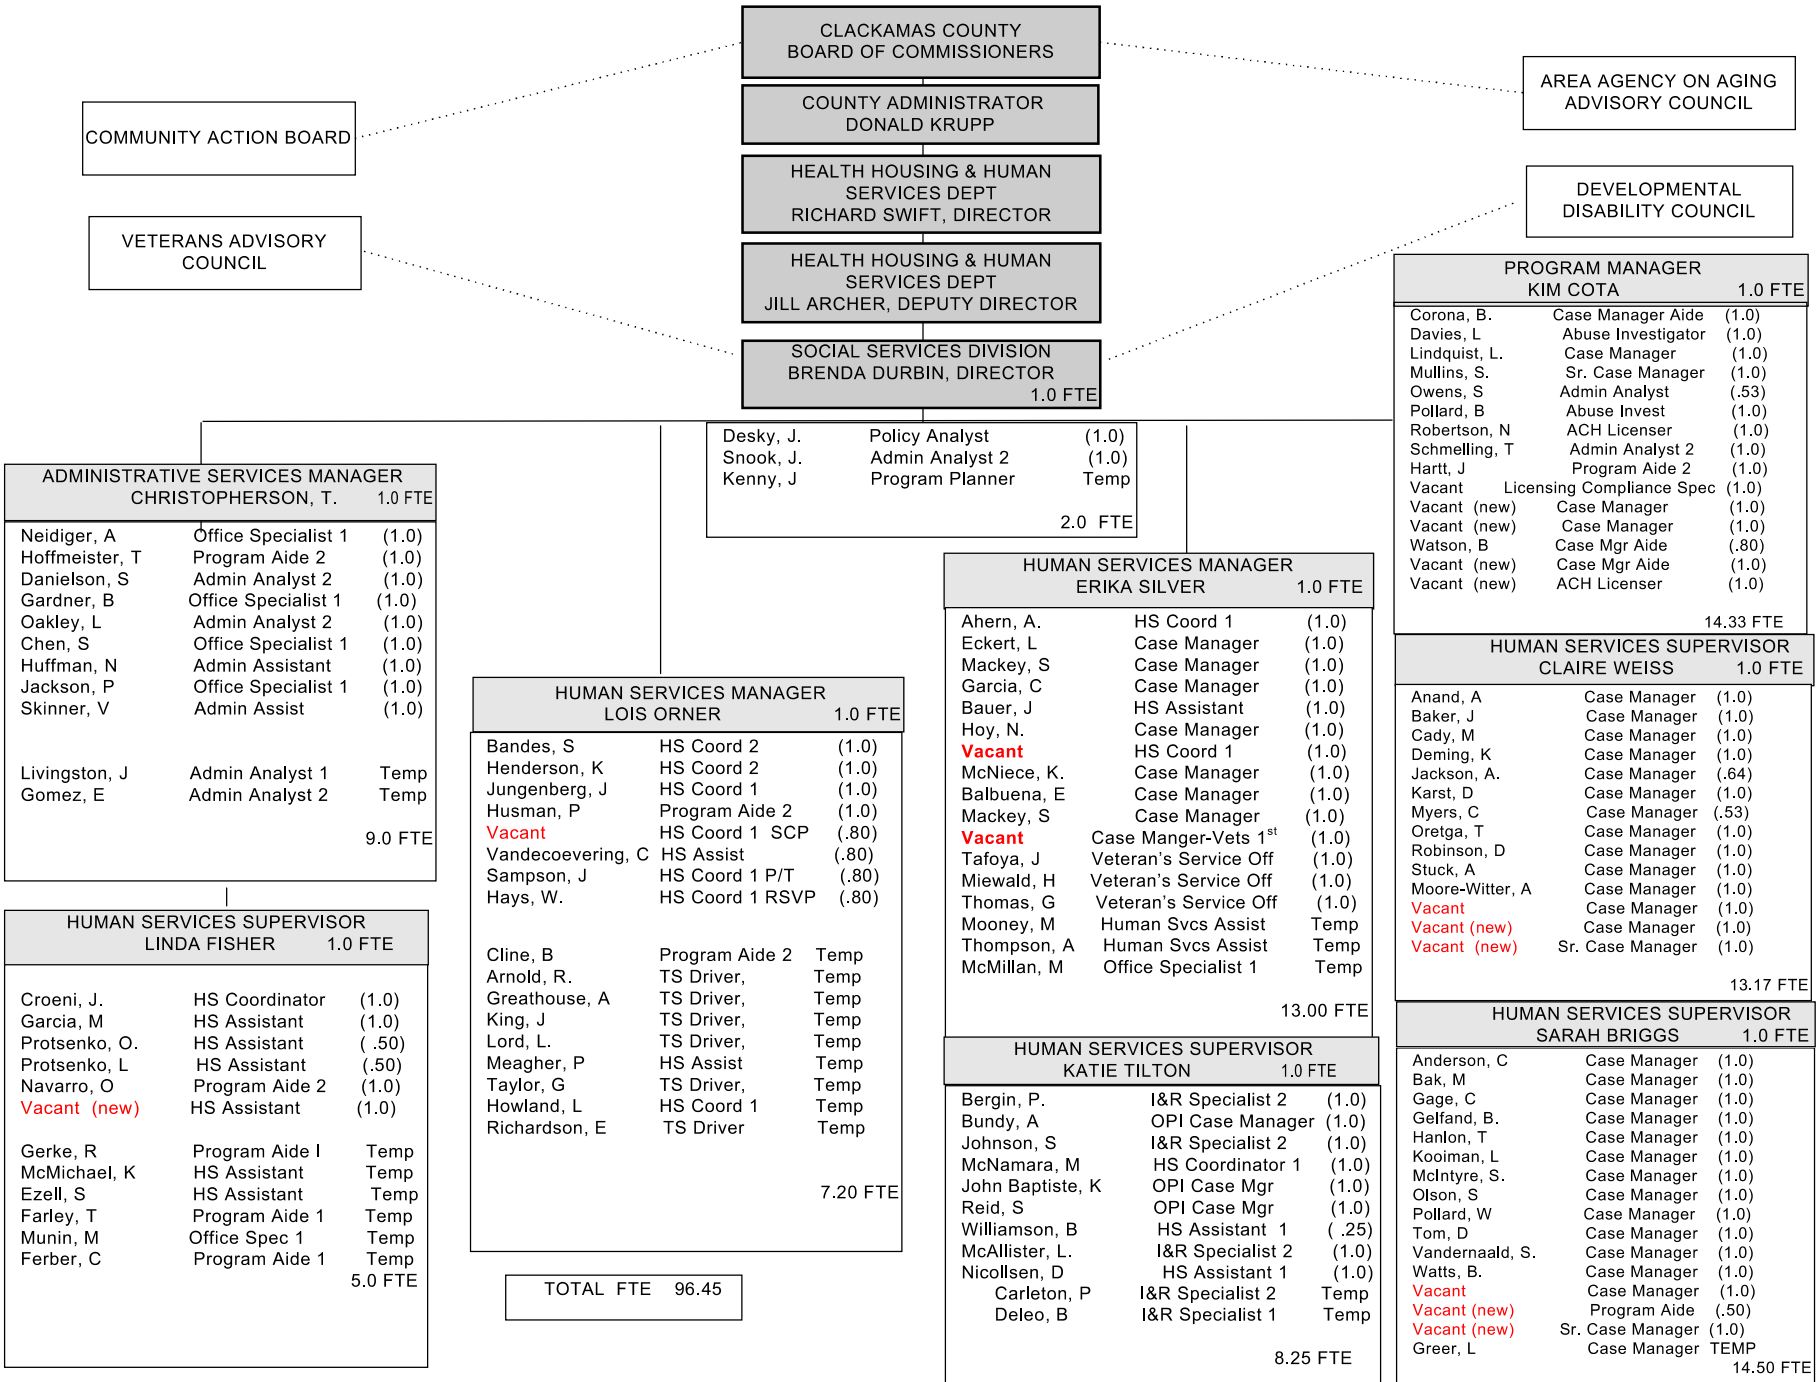 CLACKAMAS COUNTY
BOARD OF COMMISSIONERS
COUNTY ADMINISTRATOR
DONALD KRUPP
HEALTH HOUSING & HUMAN
SERVICES DEPT
RICHARD SWIFT, DIRECTOR
HEALTH HOUSING & HUMAN
SERVICES DEPT
JILL ARCHER, DEPUTY DIRECTOR
SOCIAL SERVICES DIVISION
BRENDA DURBIN, DIRECTOR
1.0 FTE
COMMUNITY ACTION BOARD
VETERANS ADVISORY
COUNCIL
AREA AGENCY ON AGING
ADVISORY COUNCIL
DEVELOPMENTAL
DISABILITY COUNCIL
Desky, J. Policy Analyst (1.0)
Snook, J. Admin Analyst 2 (1.0)
Kenny, J Program Planner Temp
2.0 FTE
ADMINISTRATIVE SERVICES MANAGER
CHRISTOPHERSON, T. 1.0 FTE
Neidiger, A Office Specialist 1 (1.0)
Hoffmeister, T Program Aide 2 (1.0)
Danielson, S Admin Analyst 2 (1.0)
Gardner, B Office Specialist 1 (1.0)
Oakley, L Admin Analyst 2 (1.0)
Chen, S Office Specialist 1 (1.0)
Huffman, N Admin Assistant (1.0)
Jackson, P Office Specialist 1 (1.0)
Skinner, V Admin Assist (1.0)
Livingston, J Admin Analyst 1 Temp
Gomez, E Admin Analyst 2 Temp
9.0 FTE
HUMAN SERVICES SUPERVISOR
LINDA FISHER 1.0 FTE
Croeni, J. HS Coordinator (1.0)
Garcia, M HS Assistant (1.0)
Protsenko, O. HS Assistant ( .50)
Protsenko, L HS Assistant (.50)
Navarro, O Program Aide 2 (1.0)
Vacant (new) HS Assistant (1.0)
Gerke, R Program Aide I Temp
McMichael, K HS Assistant Temp
Ezell, S HS Assistant Temp
Farley, T Program Aide 1 Temp
Munin, M Office Spec 1 Temp
Ferber, C Program Aide 1 Temp
5.0 FTE
HUMAN SERVICES MANAGER
LOIS ORNER 1.0 FTE
Bandes, S HS Coord 2 (1.0)
Henderson, K HS Coord 2 (1.0)
Jungenberg, J HS Coord 1 (1.0)
Husman, P Program Aide 2 (1.0)
Vacant HS Coord 1 SCP (.80)
Vandecoevering, C HS Assist (.80)
Sampson, J HS Coord 1 P/T (.80)
Hays, W. HS Coord 1 RSVP (.80)
Cline, B Program Aide 2 Temp
Arnold, R. TS Driver, Temp
Greathouse, A TS Driver, Temp
King, J TS Driver, Temp
Lord, L. TS Driver, Temp
Meagher, P HS Assist Temp
Taylor, G TS Driver, Temp
Howland, L HS Coord 1 Temp
Richardson, E TS Driver Temp
7.20 FTE
TOTAL FTE 96.45
HUMAN SERVICES MANAGER
ERIKA SILVER 1.0 FTE
Ahern, A. HS Coord 1 (1.0)
Eckert, L Case Manager (1.0)
Mackey, S Case Manager (1.0)
Garcia, C Case Manager (1.0)
Bauer, J HS Assistant (1.0)
Hoy, N. Case Manager (1.0)
Vacant HS Coord 1 (1.0)
McNiece, K. Case Manager (1.0)
Balbuena, E Case Manager (1.0)
Mackey, S Case Manager (1.0)
Vacant Case Manger-Vets 1st (1.0)
Tafoya, J Veteran's Service Off (1.0)
Miewald, H Veteran's Service Off (1.0)
Thomas, G Veteran's Service Off (1.0)
Mooney, M Human Svcs Assist Temp
Thompson, A Human Svcs Assist Temp
McMillan, M Office Specialist 1 Temp
13.00 FTE
HUMAN SERVICES SUPERVISOR
KATIE TILTON 1.0 FTE
Bergin, P. I&R Specialist 2 (1.0)
Bundy, A OPI Case Manager (1.0)
Johnson, S I&R Specialist 2 (1.0)
McNamara, M HS Coordinator 1 (1.0)
John Baptiste, K OPI Case Mgr (1.0)
Reid, S OPI Case Mgr (1.0)
Williamson, B HS Assistant 1 ( .25)
McAllister, L. I&R Specialist 2 (1.0)
Nicollsen, D HS Assistant 1 (1.0)
Carleton, P I&R Specialist 2 Temp
Deleo, B I&R Specialist 1 Temp
8.25 FTE
PROGRAM MANAGER
KIM COTA 1.0 FTE
Corona, B. Case Manager Aide (1.0)
Davies, L Abuse Investigator (1.0)
Lindquist, L. Case Manager (1.0)
Mullins, S. Sr. Case Manager (1.0)
Owens, S Admin Analyst (.53)
Pollard, B Abuse Invest (1.0)
Robertson, N ACH Licenser (1.0)
Schmelling, T Admin Analyst 2 (1.0)
Hartt, J Program Aide 2 (1.0)
Vacant Licensing Compliance Spec (1.0)
Vacant (new) Case Manager (1.0)
Vacant (new) Case Manager (1.0)
Watson, B Case Mgr Aide (.80)
Vacant (new) Case Mgr Aide (1.0)
Vacant (new) ACH Licenser (1.0)
14.33 FTE
HUMAN SERVICES SUPERVISOR
CLAIRE WEISS 1.0 FTE
Anand, A Case Manager (1.0)
Baker, J Case Manager (1.0)
Cady, M Case Manager (1.0)
Deming, K Case Manager (1.0)
Jackson, A. Case Manager (.64)
Karst, D Case Manager (1.0)
Myers, C Case Manager (.53)
Oretga, T Case Manager (1.0)
Robinson, D Case Manager (1.0)
Stuck, A Case Manager (1.0)
Moore-Witter, A Case Manager (1.0)
Vacant Case Manager (1.0)
Vacant (new) Case Manager (1.0)
Vacant (new) Sr. Case Manager (1.0)
13.17 FTE
HUMAN SERVICES SUPERVISOR
SARAH BRIGGS 1.0 FTE
Anderson, C Case Manager (1.0)
Bak, M Case Manager (1.0)
Gage, C Case Manager (1.0)
Gelfand, B. Case Manager (1.0)
Hanlon, T Case Manager (1.0)
Kooiman, L Case Manager (1.0)
McIntyre, S. Case Manager (1.0)
Olson, S Case Manager (1.0)
Pollard, W Case Manager (1.0)
Tom, D Case Manager (1.0)
Vandernaald, S. Case Manager (1.0)
Watts, B. Case Manager (1.0)
Vacant Case Manager (1.0)
Vacant (new) Program Aide (.50)
Vacant (new) Sr. Case Manager (1.0)
Greer, L Case Manager TEMP
14.50 FTE